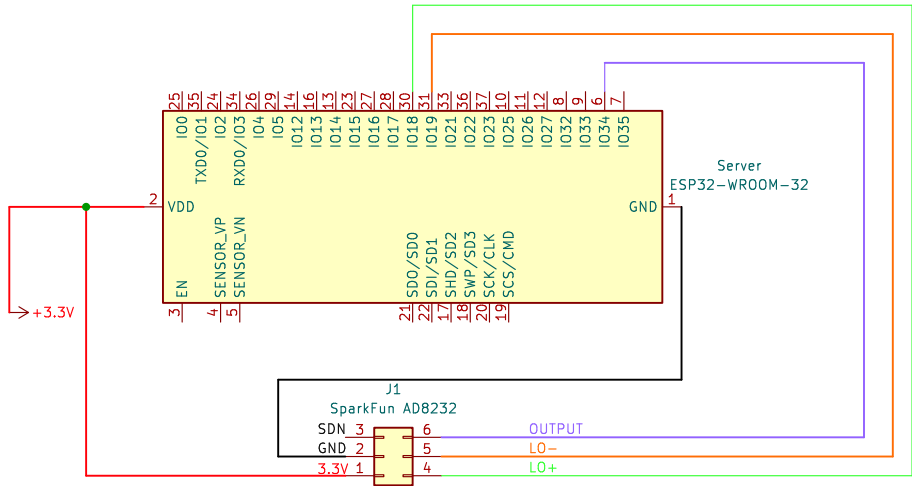 25 35 24 34 26 29 14 16 13 23 27 28 30 31 33 36 37 10 11 12 8 9 6 7
IO0 TXD0/IO1 IO2 RXD0/IO3 IO4 IO5 IO12 IO13 IO14 IO15 IO16 IO17 IO18 IO19 IO21 IO22 IO23 IO25 IO26 IO27 IO32 IO33 IO34 IO35
Server
ESP32-WROOM-32
2 VDD
GND 1
EN SENSOR_VP SENSOR_VN SDO/SD0 SDI/SD1 SHD/SD2 SWP/SD3 SCK/CLK SCS/CMD
3 4 5 21 22 17 18 20 19
+3.3V
J1
SparkFun AD8232
SDN 3 6 OUTPUT
GND 2 5 LO-
3.3V 1 4 LO+